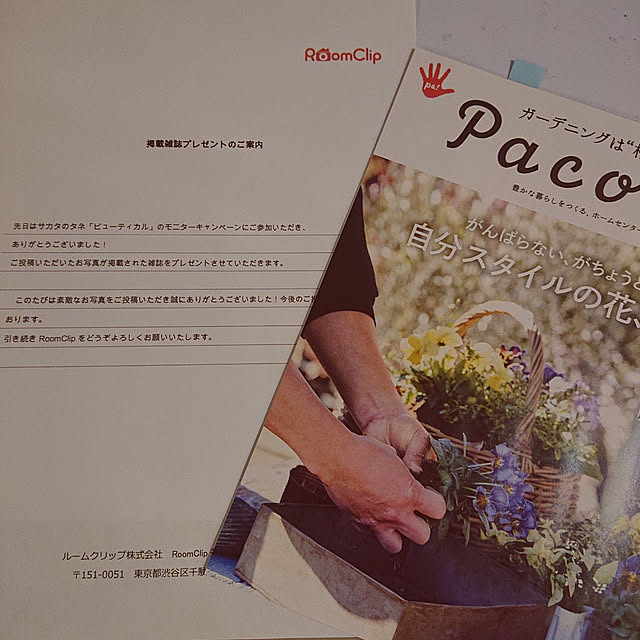 RoomClip
掲載雑誌プレゼントのご案内
先日はサカタのタネ「ビューティカル」のモニターキャンペーンにご参加いただき、
ありがとうございました！
ご投稿いただいたお写真が掲載された雑誌をプレゼントさせていただきます。
このたびは素敵なお写真をご投稿いただき誠にありがとうございました！今後のご
おります。
引き続き RoomClip をどうぞよろしくお願いいたします。
ルームクリップ株式会社 RoomClip
〒151-0051 東京都渋谷区千駄
pa!
ガーデニングは“
Paco
豊かな暮らしをつくる、ホームセンター
がんばらない、がちょうど
自分スタイルの花、